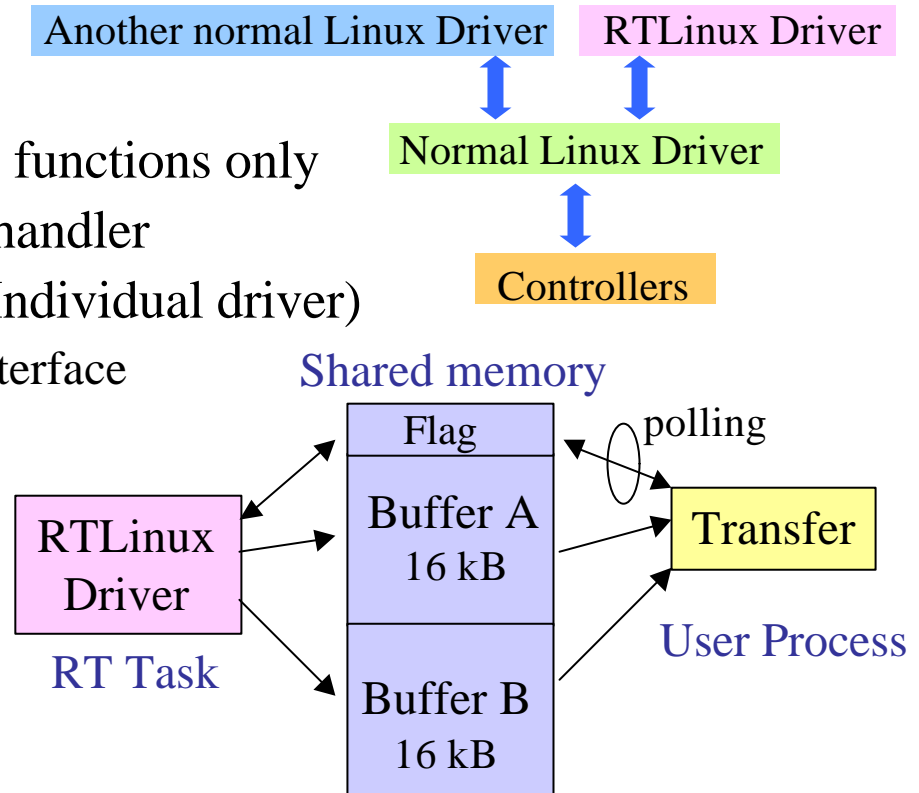 Another normal Linux Driver
RTLinux Driver
Normal Linux Driver
Controllers
functions only
handler
Individual driver)
terface
Shared memory
Flag
polling
Buffer A
16 kB
RTLinux
Driver
Transfer
RT Task
User Process
Buffer B
16 kB